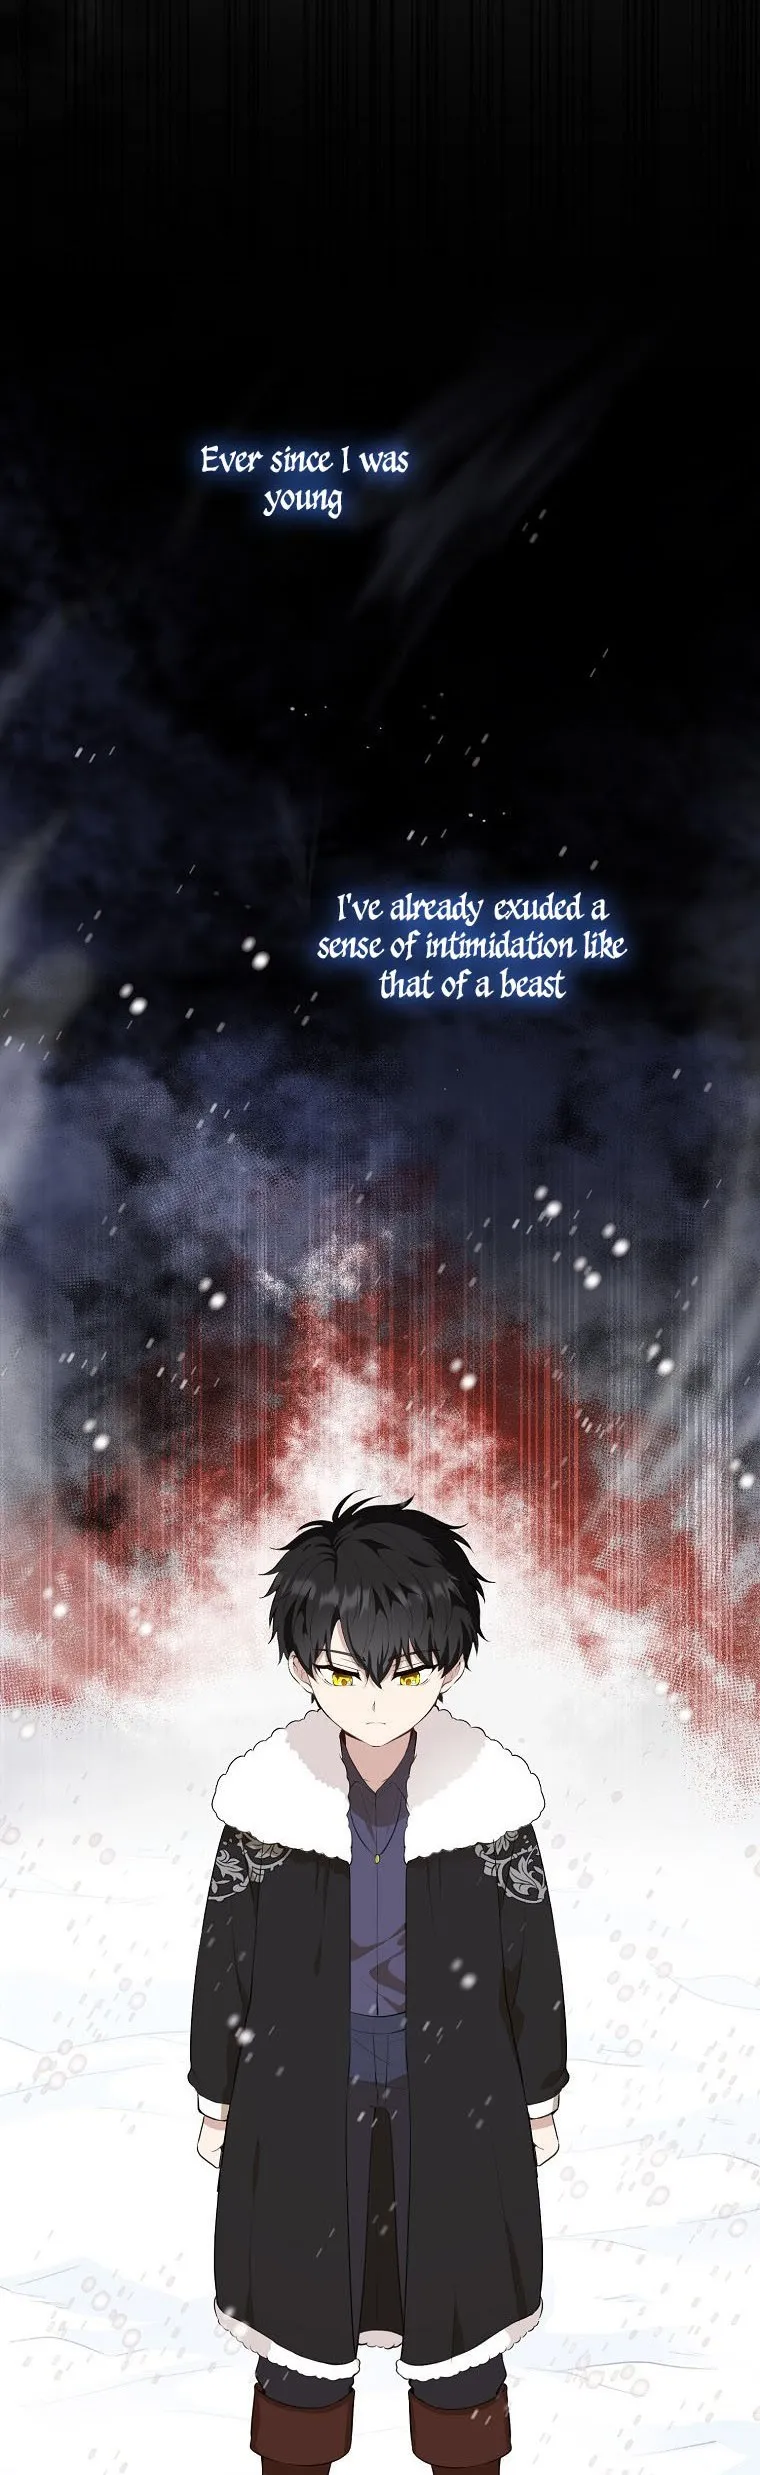 Ever since I was
young
I've already exuded a
sense of intimidation like
that of a beast